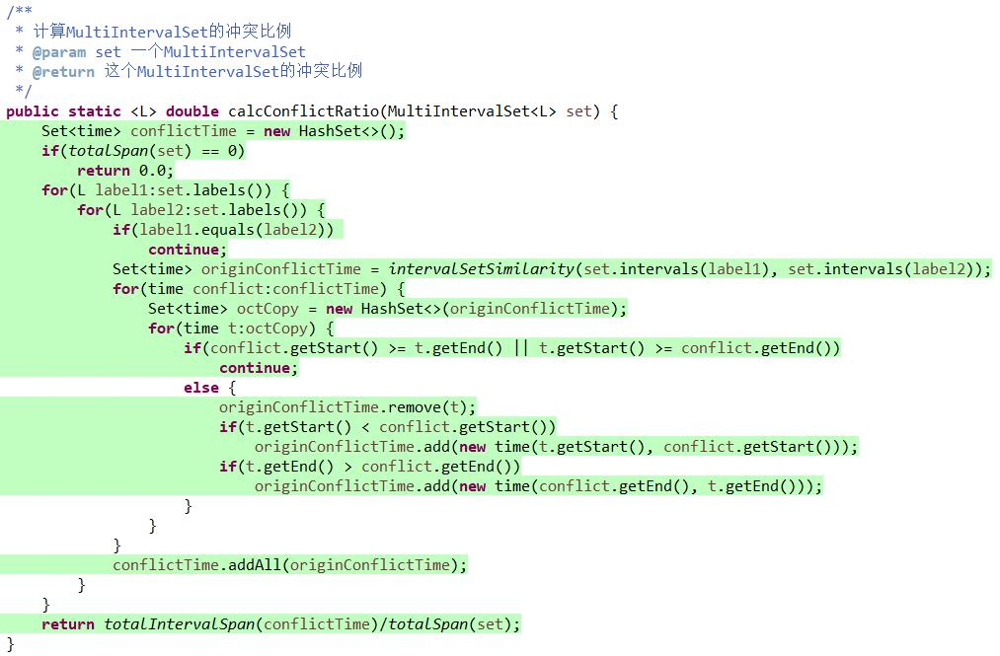 /**
 * 计算MultiIntervalSet的冲突比例
 * @param set 一个MultiIntervalSet
 * @return 这个MultiIntervalSet的冲突比例
 */
public static <L> double calcConflictRatio(MultiIntervalSet<L> set) {
    Set<time> conflictTime = new HashSet<>();
    if(totalSpan(set) == 0)
        return 0.0;
    for(L label1:set.labels()) {
        for(L label2:set.labels()) {
            if(label1.equals(label2))
                continue;
            Set<time> originConflictTime = intervalSetSimilarity(set.intervals(label1), set.intervals(label2));
            for(time conflict:conflictTime) {
                Set<time> octCopy = new HashSet<>(originConflictTime);
                for(time t:octCopy) {
                    if(conflict.getStart() >= t.getEnd() || t.getStart() >= conflict.getEnd())
                        continue;
                    else {
                        originConflictTime.remove(t);
                        if(t.getStart() < conflict.getStart())
                            originConflictTime.add(new time(t.getStart(), conflict.getStart()));
                        if(t.getEnd() > conflict.getEnd())
                            originConflictTime.add(new time(conflict.getEnd(), t.getEnd()));
                    }
                }
            }
            conflictTime.addAll(originConflictTime);
        }
    }
    return totalIntervalSpan(conflictTime)/totalSpan(set);
}